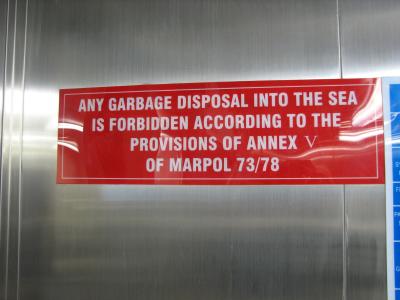 ANY GARBAGE DISPOSAL INTO THE SEA
IS FORBIDDEN ACCORDING TO THE
PROVISIONS OF ANNEX V
OF MARPOL 73/78